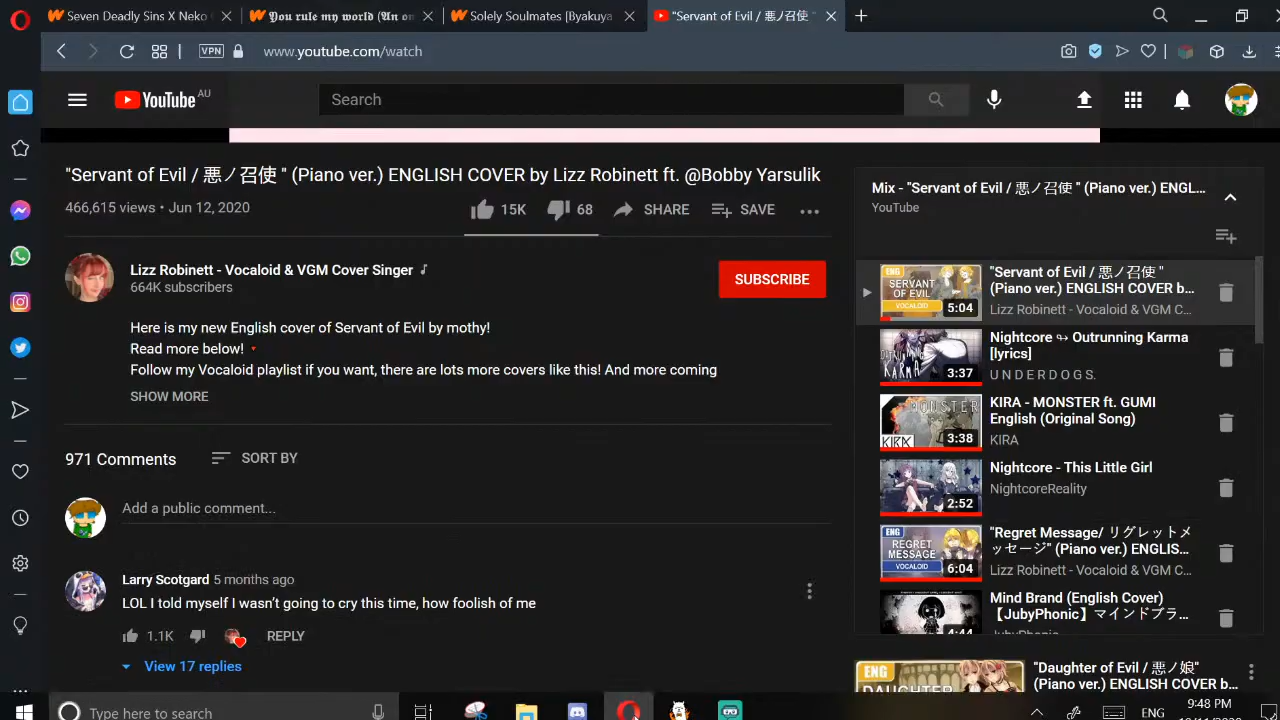 Seven Deadly Sins X Neko
𝖄𝖔𝖚 𝖗𝖚𝖑𝖊 𝖒𝖞 𝖜𝖔𝖗𝖑𝖉 (𝕬𝖓 𝖔𝖓
Solely Soulmates [Byakuya
"Servant of Evil / 悪ノ召使 "
VPN
www.youtube.com/watch
YouTube AU
Search
"Servant of Evil / 悪ノ召使 " (Piano ver.) ENGLISH COVER by Lizz Robinett ft. @Bobby Yarsulik
466,615 views • Jun 12, 2020
15K
68
SHARE
SAVE
Lizz Robinett - Vocaloid & VGM Cover Singer ♪
664K subscribers
SUBSCRIBE
Here is my new English cover of Servant of Evil by mothy!
Read more below!
Follow my Vocaloid playlist if you want, there are lots more covers like this! And more coming
SHOW MORE
971 Comments
SORT BY
Add a public comment...
Larry Scotgard 5 months ago
LOL I told myself I wasn't going to cry this time, how foolish of me
1.1K
REPLY
View 17 replies
Mix - "Servant of Evil / 悪ノ召使 " (Piano ver.) ENGL...
YouTube
ENG
SERVANT
OF EVIL
VOCALOID
5:04
"Servant of Evil / 悪ノ召使 "
(Piano ver.) ENGLISH COVER b...
Lizz Robinett - Vocaloid & VGM C...
OUTRUNNING
KARMA
3:37
Nightcore ↬ Outrunning Karma
[lyrics]
U N D E R D O G S.
MONSTER
KIRA
3:38
KIRA - MONSTER ft. GUMI
English (Original Song)
KIRA
2:52
Nightcore - This Little Girl
NightcoreReality
ENG
REGRET
MESSAGE
VOCALOID
6:04
"Regret Message/ リグレットメ
ッセージ" (Piano ver.) ENGLIS...
Lizz Robinett - Vocaloid & VGM C...
4:44
Mind Brand (English Cover)
【JubyPhonic】マインドブラ...
JubyPhonic
ENG
DAUGHTER
"Daughter of Evil / 悪ノ娘"
(Piano ver.) ENGLISH COVER b...
Type here to search
ENG
9:48 PM